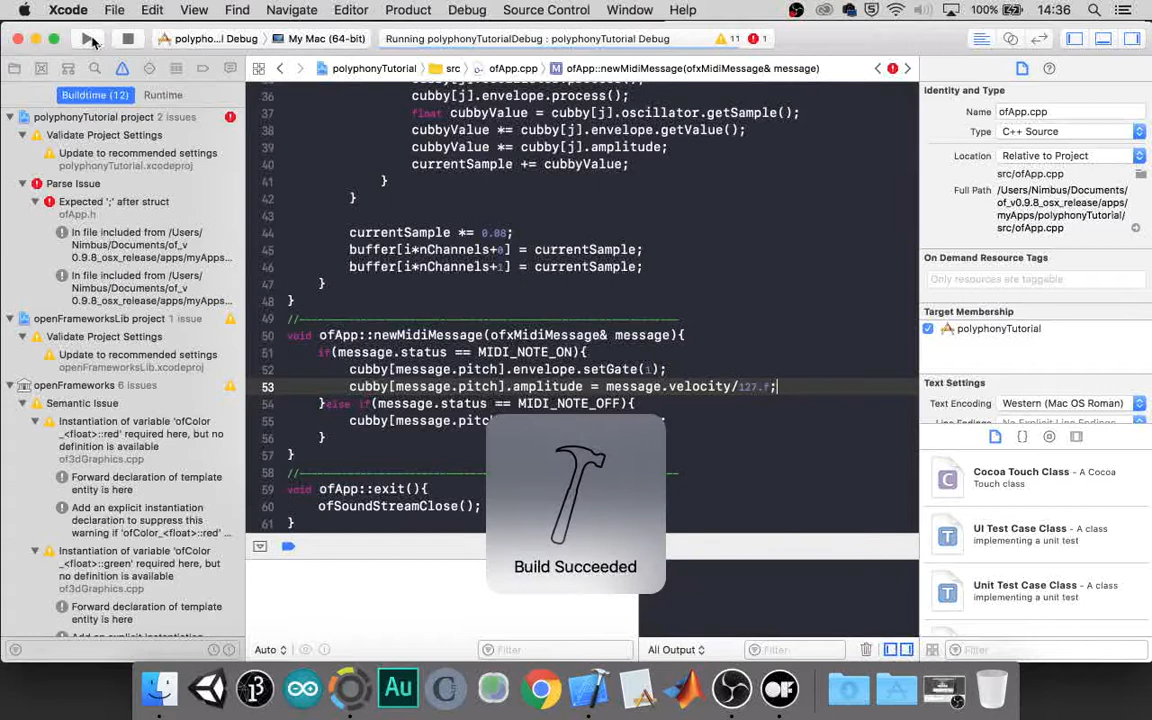 Xcode File Edit View Find Navigate Editor Product Debug Source Control Window Help 100% 14:36
polypho...l Debug My Mac (64-bit) Running polyphonyTutorialDebug : polyphonyTutorial Debug 11 1
polyphonyTutorial src ofApp.cpp M ofApp::newMidiMessage(ofxMidiMessage& message)
Buildtime (12) Runtime
polyphonyTutorial project 2 issues
Validate Project Settings
Update to recommended settings
polyphonyTutorial.xcodeproj
Parse Issue
Expected ';' after struct
ofApp.h
In file included from /Users/
Nimbus/Documents/of_v
0.9.8_osx_release/apps/myApps...
In file included from /Users/
Nimbus/Documents/of_v
0.9.8_osx_release/apps/myApps...
openFrameworksLib project 1 issue
Validate Project Settings
Update to recommended settings
openFrameworksLib.xcodeproj
openFrameworks 6 issues
Semantic Issue
Instantiation of variable 'ofColor
_<float>::red' required here, but no
definition is available
of3dGraphics.cpp
Forward declaration of template
entity is here
Add an explicit instantiation
declaration to suppress this
warning if 'ofColor_<float>::red' ...
Instantiation of variable 'ofColor
_<float>::green' required here, but
no definition is available
of3dGraphics.cpp
Forward declaration of template
entity is here
Add an explicit instantiation
36 cubby[j].envelope.process();
37 float cubbyValue = cubby[j].oscillator.getSample();
38 cubbyValue *= cubby[j].envelope.getValue();
39 cubbyValue *= cubby[j].amplitude;
40 currentSample += cubbyValue;
41 }
42 }
43
44 currentSample *= 0.08;
45 buffer[i*nChannels+0] = currentSample;
46 buffer[i*nChannels+1] = currentSample;
47 }
48 }
49 //
50 void ofApp::newMidiMessage(ofxMidiMessage& message){
51 if(message.status == MIDI_NOTE_ON){
52 cubby[message.pitch].envelope.setGate(1);
53 cubby[message.pitch].amplitude = message.velocity/127.f;
54 }else if(message.status == MIDI_NOTE_OFF){
55 cubby[message.pitc ;
56 }
57 }
58 //
59 void ofApp::exit(){
60 ofSoundStreamClose();
61 }
Build Succeeded
Auto Filter All Output Filter
Identity and Type
Name ofApp.cpp
Type C++ Source
Location Relative to Project
src/ofApp.cpp
Full Path /Users/Nimbus/Documents/
of_v0.9.8_osx_release/apps/
myApps/polyphonyTutorial/
src/ofApp.cpp
On Demand Resource Tags
Only resources are taggable
Target Membership
polyphonyTutorial
Text Settings
Text Encoding Western (Mac OS Roman)
C Cocoa Touch Class - A Cocoa
Touch class
T UI Test Case Class - A class
implementing a unit test
T Unit Test Case Class - A class
implementing a unit test
Filter
β Au C OF